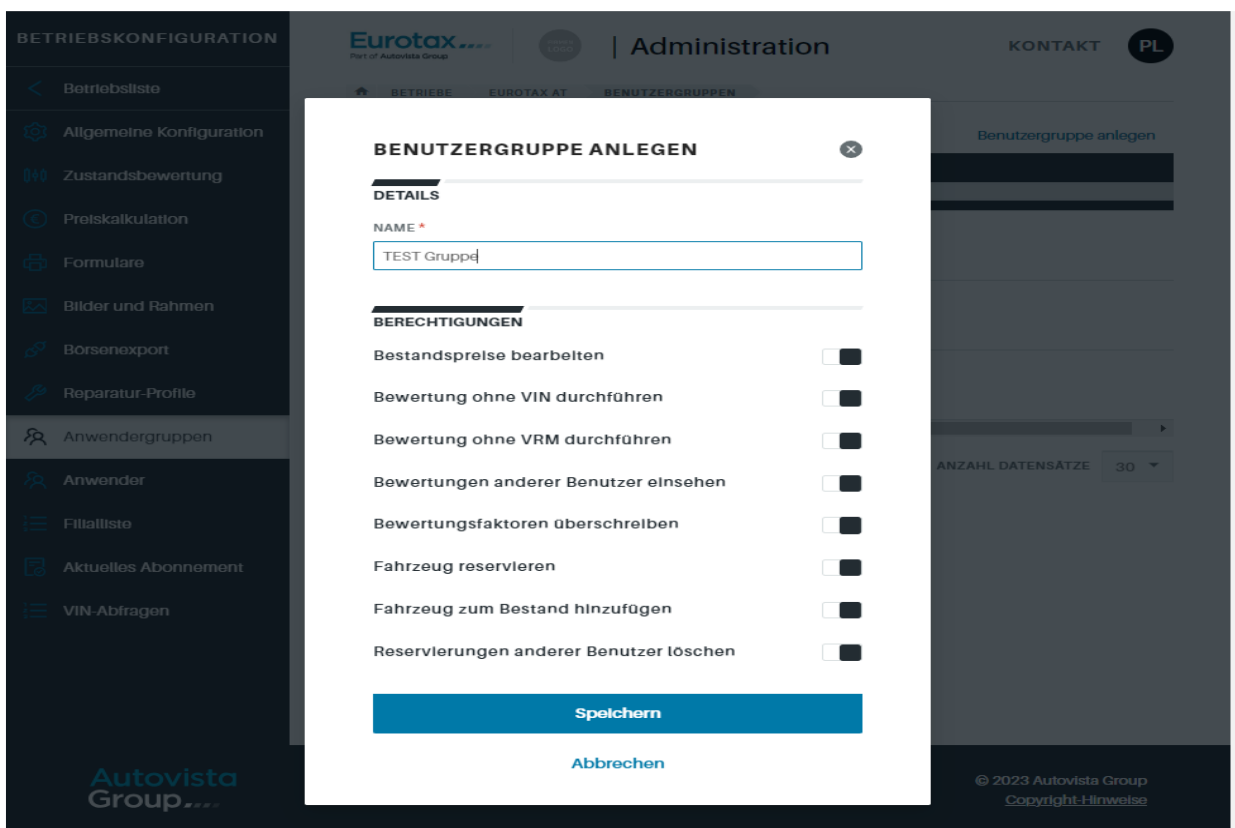 BETRIEBSKONFIGURATION
Betriebsliste
Allgemeine Konfiguration
Zustandsbewertung
Preiskalkulation
Formulare
Bilder und Rahmen
Börsenexport
Reparatur-Profile
Anwendergruppen
Anwender
Filialliste
Aktuelles Abonnement
VIN-Abfragen
Autovista
Group
Eurotax
Part of Autovista Group
LOGO
| Administration
KONTAKT
PL
BETRIEBE EUROTAX AT BENUTZERGRUPPEN
Benutzergruppe anlegen
BENUTZERGRUPPE ANLEGEN
DETAILS
NAME *
TEST Gruppe
BERECHTIGUNGEN
Bestandspreise bearbeiten
Bewertung ohne VIN durchführen
Bewertung ohne VRM durchführen
Bewertungen anderer Benutzer einsehen
Bewertungsfaktoren überschreiben
Fahrzeug reservieren
Fahrzeug zum Bestand hinzufügen
Reservierungen anderer Benutzer löschen
Speichern
Abbrechen
ANZAHL DATENSÄTZE 30
© 2023 Autovista Group
Copyright-Hinweise